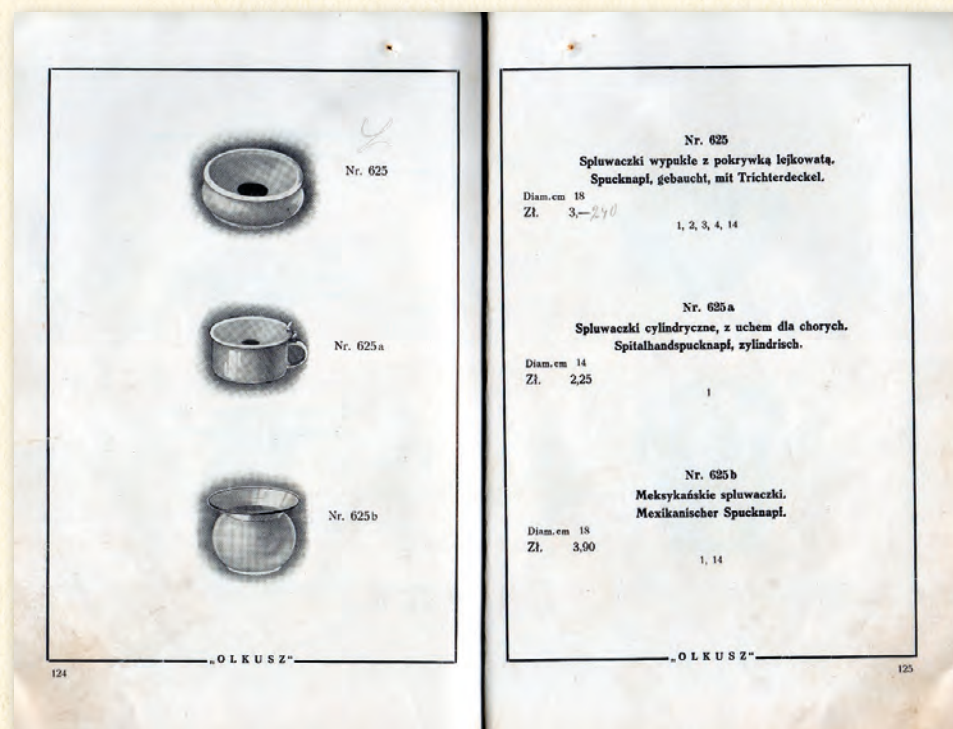 Nr. 625
Nr. 625a
Nr. 625b
„OLKUSZ“
124
Nr. 625
Spluwaczki wypukłe z pokrywką lejkowatą.
Spucknapf, gebaucht, mit Trichterdeckel.
Diam.cm 18
Zł. 3,— 240
1, 2, 3, 4, 14
Nr. 625a
Spluwaczki cylindryczne, z uchem dla chorych.
Spitalhandspucknapf, zylindrisch.
Diam.cm 14
Zł. 2,25
1
Nr. 625b
Meksykańskie spluwaczki.
Mexikanischer Spucknapf.
Diam.cm 18
Zł. 3,90
1, 14
„OLKUSZ“
125